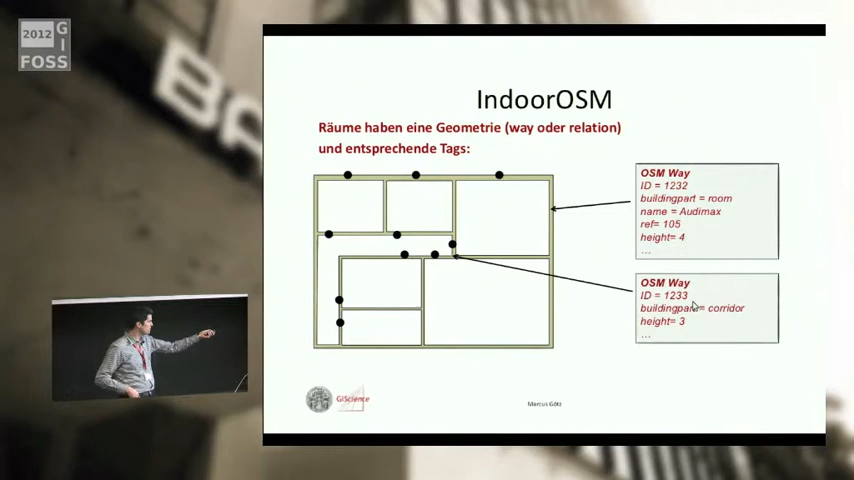 2012
G
I
FOSS
BA
IndoorOSM
Räume haben eine Geometrie (way oder relation)
und entsprechende Tags:
OSM Way
ID = 1232
buildingpart = room
name = Audimax
ref= 105
height= 4
...
OSM Way
ID = 1233
buildingpart= corridor
height= 3
...
GIScience
Marcus Götz